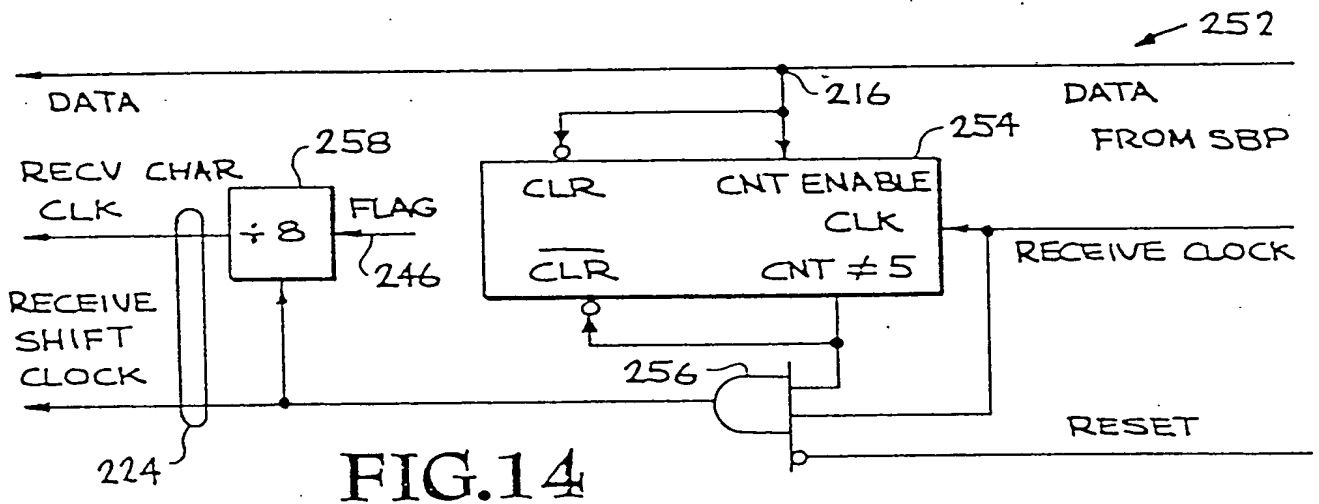 252
DATA
216
DATA
FROM SBP
254
258
RECV CHAR
CLK
÷ 8
FLAG
246
CLR
CNT ENABLE
CLK
C̅L̅R̅
CNT ≠ 5
RECEIVE CLOCK
RECEIVE
SHIFT
CLOCK
256
RESET
224
FIG.14